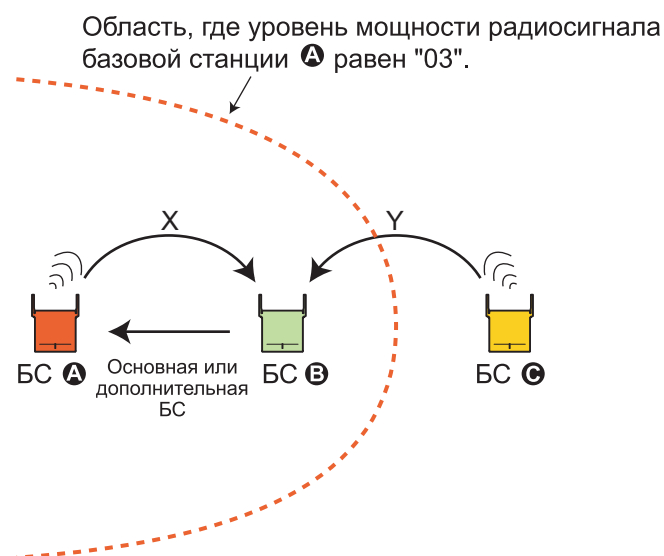 Область, где уровень мощности радиосигнала
базовой станции A равен "03".
X
Y
БС A
Основная или
дополнительная
БС
БС B
БС C